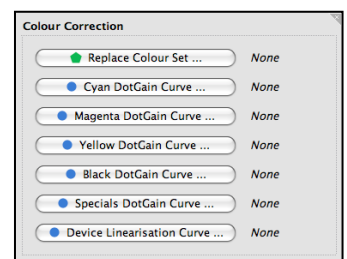 Colour Correction
Replace Colour Set ... None
Cyan DotGain Curve ... None
Magenta DotGain Curve ... None
Yellow DotGain Curve ... None
Black DotGain Curve ... None
Specials DotGain Curve ... None
Device Linearisation Curve ... None